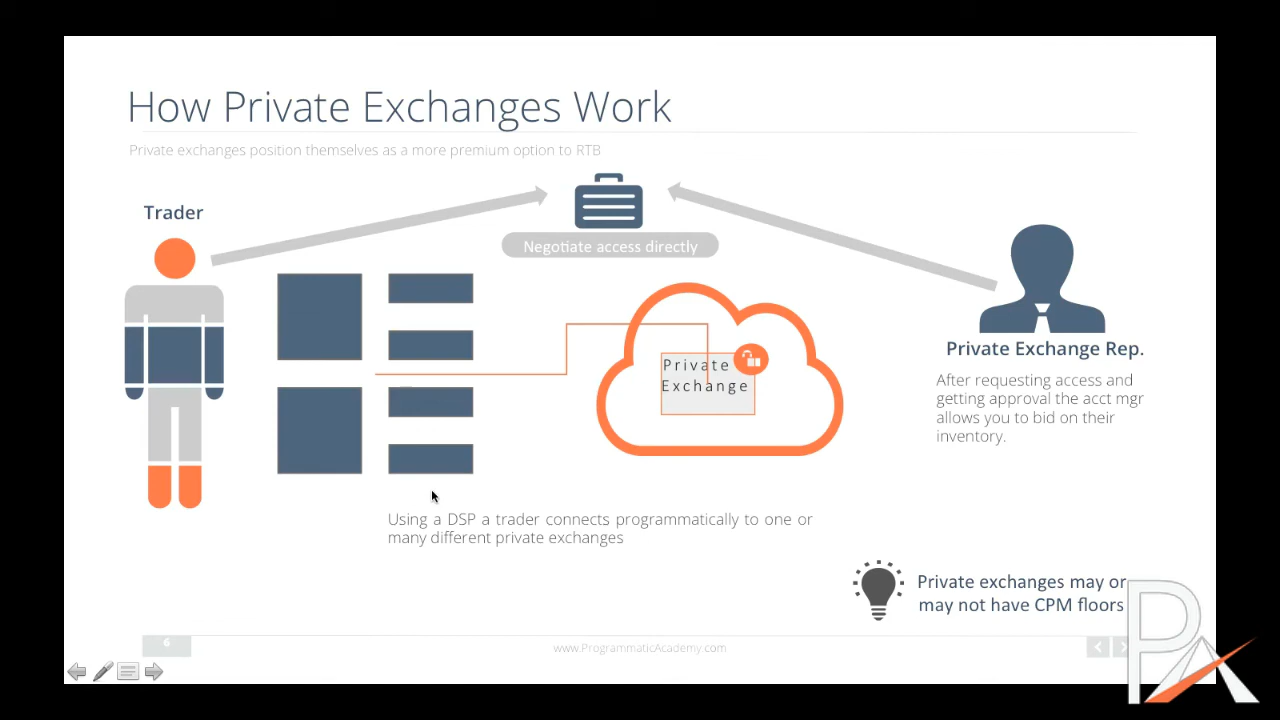 How Private Exchanges Work
Private exchanges position themselves as a more premium option to RTB
Trader
Negotiate access directly
Private
Exchange
Private Exchange Rep.
After requesting access and
getting approval the acct mgr
allows you to bid on their
inventory.
Using a DSP a trader connects programmatically to one or
many different private exchanges
Private exchanges may or
may not have CPM floors
6
www.ProgrammaticAcademy.com
PA